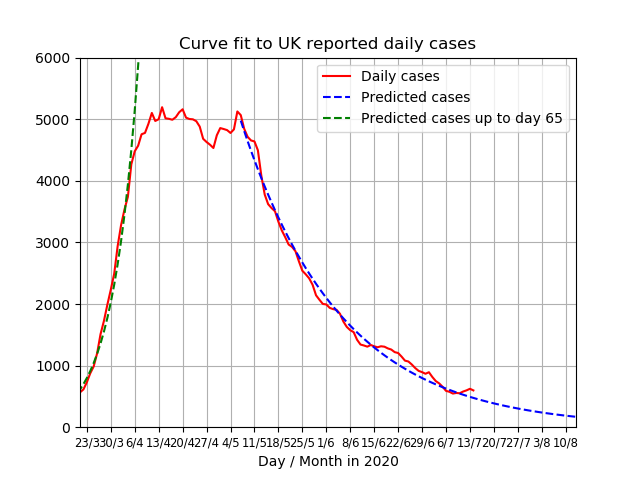 Curve fit to UK reported daily cases
6000
5000
4000
3000
2000
1000
0
Daily cases
Predicted cases
Predicted cases up to day 65
23/3 30/3 6/4 13/4 20/4 27/4 4/5 11/5 18/5 25/5 1/6 8/6 15/6 22/6 29/6 6/7 13/7 20/7 27/7 3/8 10/8
Day / Month in 2020